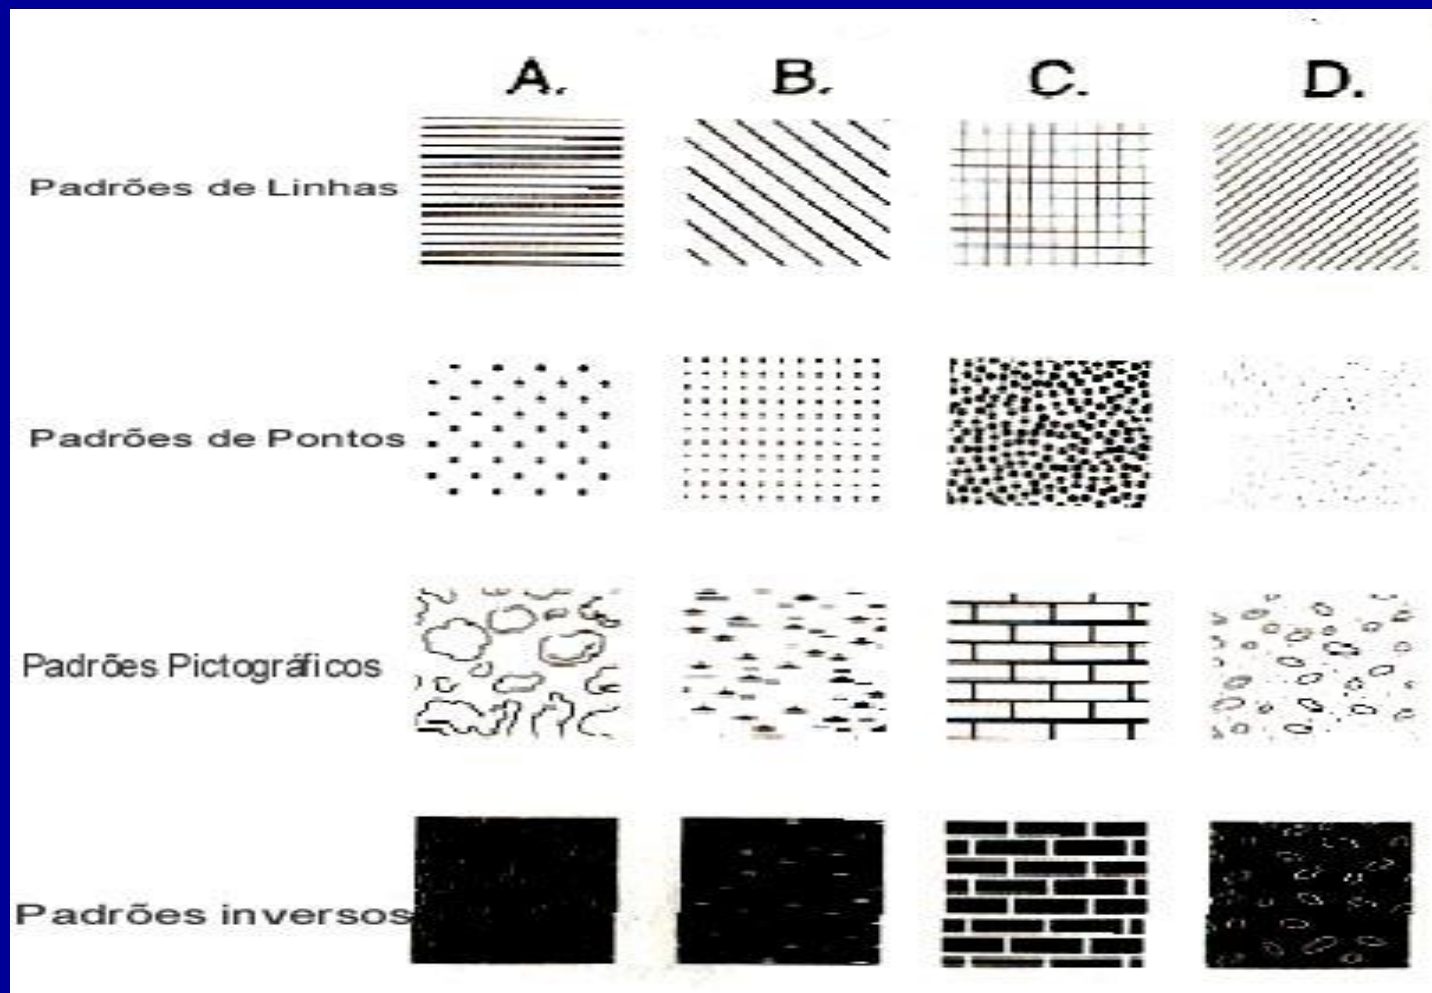 A. B. C. D.
Padrões de Linhas
Padrões de Pontos
Padrões Pictográficos
Padrões inversos